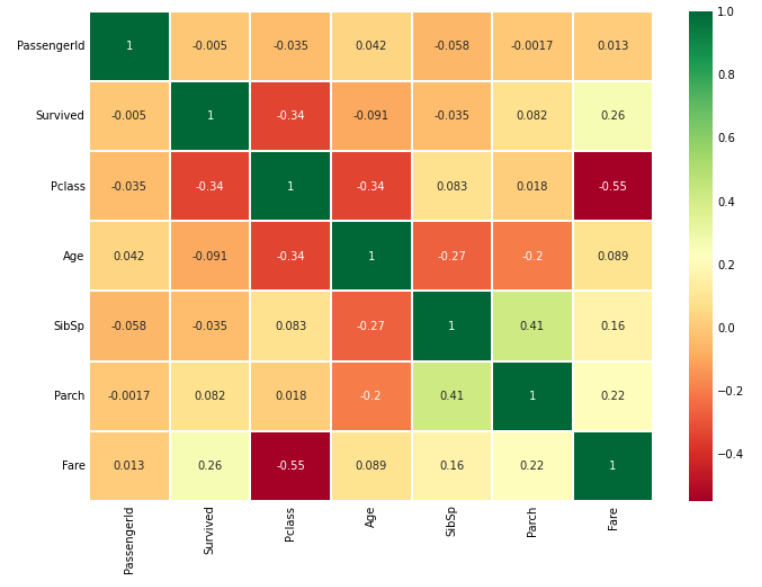 1.0
PassengerId 1 -0.005 -0.035 0.042 -0.058 -0.0017 0.013
0.8
Survived -0.005 1 -0.34 -0.091 -0.035 0.082 0.26
0.6
Pclass -0.035 -0.34 1 -0.34 0.083 0.018 -0.55
0.4
Age 0.042 -0.091 -0.34 1 -0.27 -0.2 0.089
0.2
SibSp -0.058 -0.035 0.083 -0.27 1 0.41 0.16
0.0
Parch -0.0017 0.082 0.018 -0.2 0.41 1 0.22
−0.2
Fare 0.013 0.26 -0.55 0.089 0.16 0.22 1
−0.4
PassengerId Survived Pclass Age SibSp Parch Fare